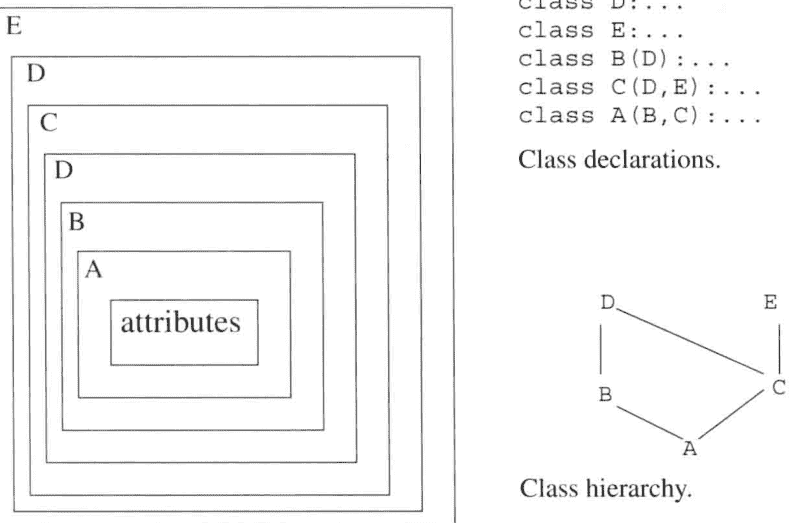 E
D
C
D
B
A
attributes
class D:...
class E:...
class B(D):...
class C(D,E):...
class A(B,C):...
Class declarations.
D E
B C
A
Class hierarchy.